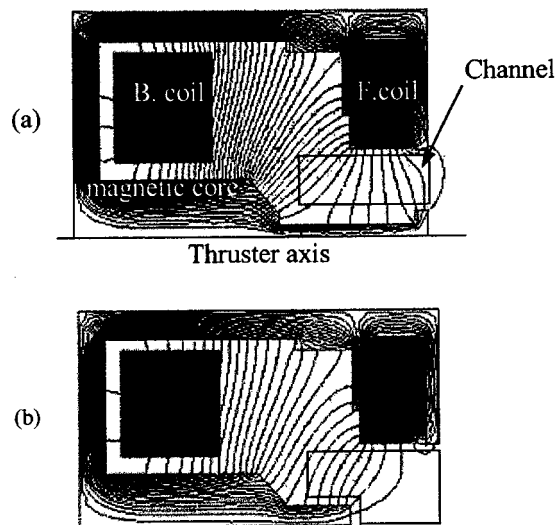 (a)
B. coil
F.coil
Channel
magnetic core
Thruster axis
(b)